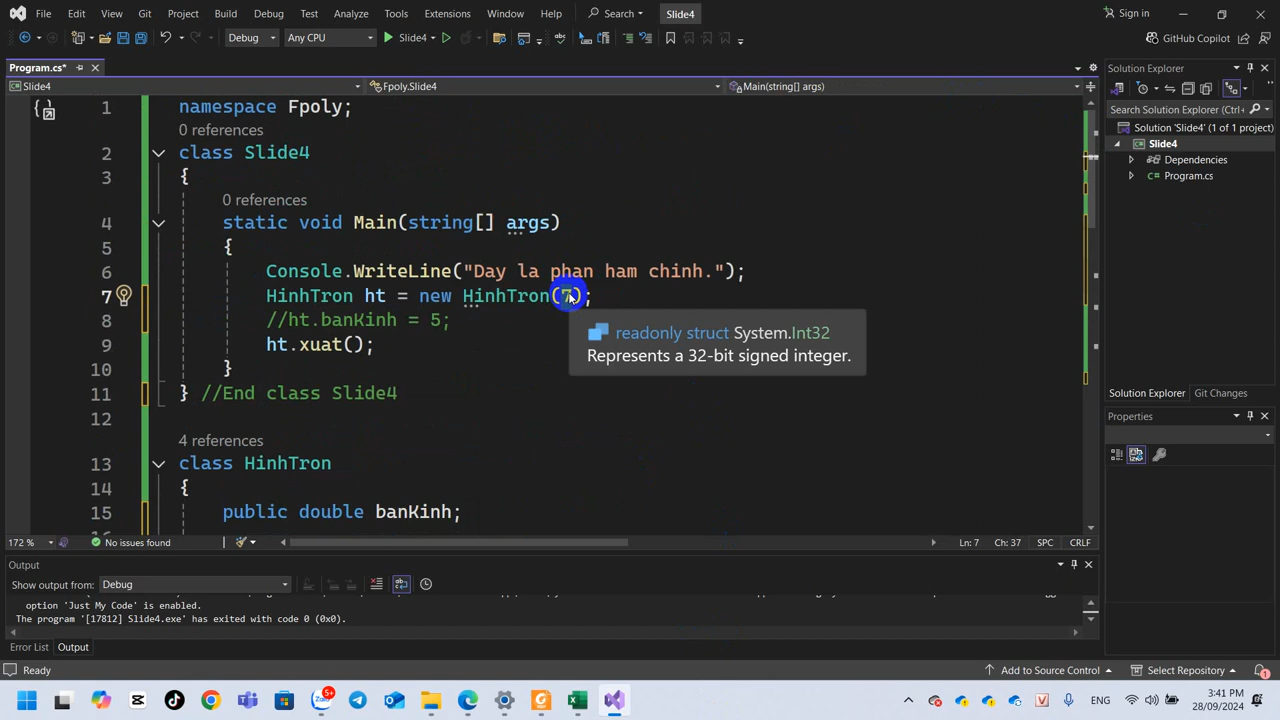 File Edit View Git Project Build Debug Test Analyze Tools Extensions Window Help Search Slide4 Sign in
Debug Any CPU Slide4 GitHub Copilot
Program.cs* Solution Explorer
Slide4 Fpoly.Slide4 Main(string[] args)
Search Solution Explorer (Ctrl+
Solution 'Slide4' (1 of 1 project)
Slide4
Dependencies
Program.cs
1 namespace Fpoly;
0 references
2 class Slide4
3 {
0 references
4 static void Main(string[] args)
5 {
6 Console.WriteLine("Day la phan ham chinh.");
7 HinhTron ht = new HinhTron(7);
8 //ht.banKinh = 5;
9 ht.xuat();
10 }
11 } //End class Slide4
12
4 references
13 class HinhTron
14 {
15 public double banKinh;
readonly struct System.Int32
Represents a 32-bit signed integer.
Solution Explorer Git Changes
Properties
172 % No issues found Ln: 7 Ch: 37 SPC CRLF
Output
Show output from: Debug
option 'Just My Code' is enabled.
The program '[17812] Slide4.exe' has exited with code 0 (0x0).
Error List Output
Ready Add to Source Control Select Repository 1
Zalo 5+ V ENG 3:41 PM
28/09/2024